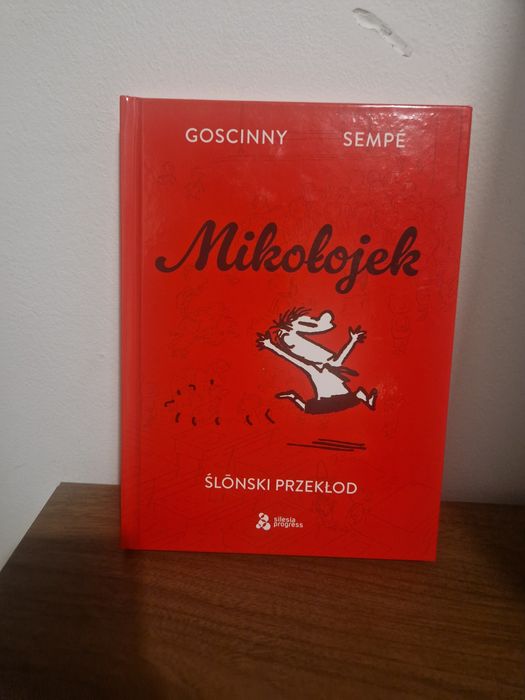 GOSCINNY SEMPÉ
Mikołojek
ŚLŌNSKI PRZEKŁOD
silesia
progress